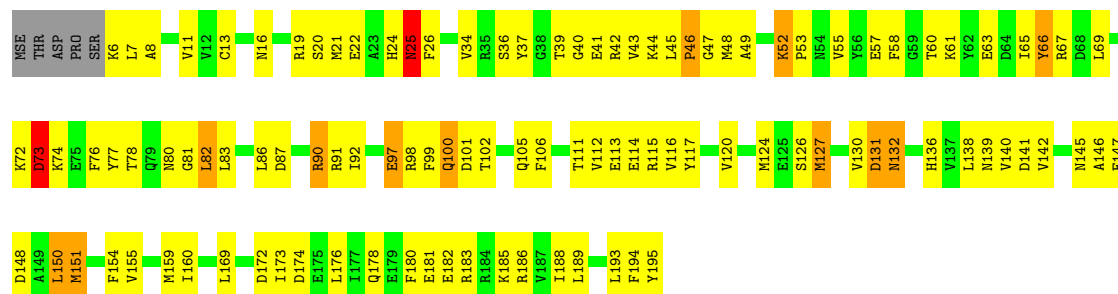 MSE THR ASP PRO SER K6 L7 A8 V11 V12 C13 N16 R19 S20 M21 E22 A23 H24 N25 F26 V34 R35 S36 Y37 G38 T39 G40 E41 R42 V43 K44 L45 P46 G47 M48 A49 K52 P53 N54 V55 Y56 E57 F58 G59 T60 K61 Y62 E63 D64 I65 Y66 R67 D68 L69
K72 D73 K74 E75 F76 Y77 T78 Q79 N80 G81 L82 L83 L86 D87 R90 R91 I92 E97 R98 F99 Q100 D101 T102 Q105 F106 T111 V112 E113 E114 R115 V116 Y117 V120 M124 E125 S126 M127 V130 D131 N132 H136 V137 L138 N139 V140 D141 V142 N145 A146 E147
D148 A149 L150 M151 F154 V155 M159 I160 L169 D172 I173 D174 E175 L176 I177 Q178 E179 F180 E181 E182 R183 R184 K185 R186 V187 I188 L189 L193 F194 Y195